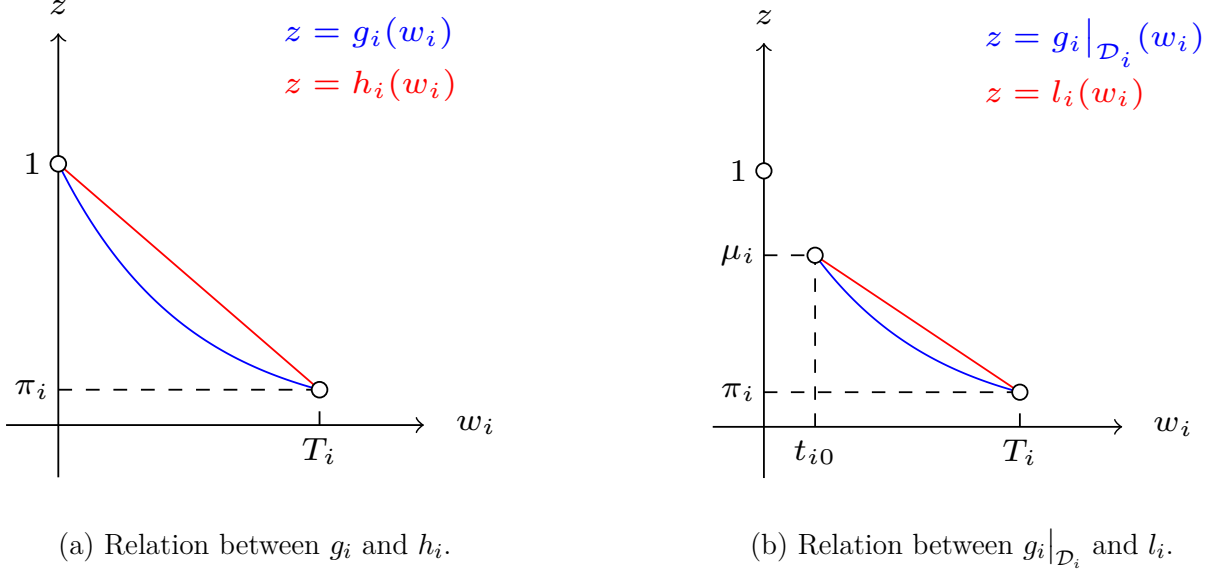 z
z = g_i(w_i)
z = h_i(w_i)
1
π_i
T_i
w_i
(a) Relation between g_i and h_i.
z
z = g_i|_{𝒟_i}(w_i)
z = l_i(w_i)
1
μ_i
π_i
t_{i0}
T_i
w_i
(b) Relation between g_i|_{𝒟_i} and l_i.